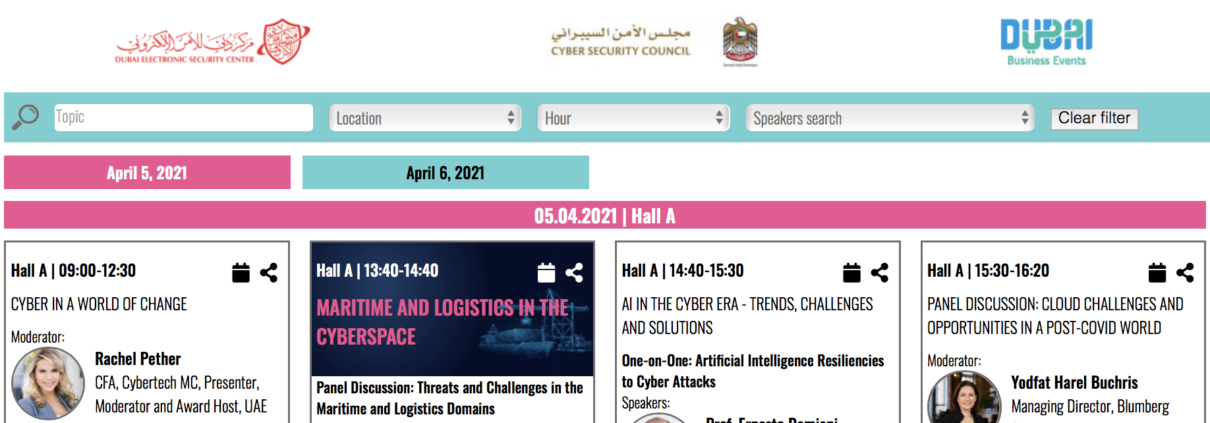 مركز دبي للأمن الإلكتروني
DUBAI ELECTRONIC SECURITY CENTER
مجلس الأمن السيبراني
CYBER SECURITY COUNCIL
DUBAI
Business Events
Topic
Location
Hour
Speakers search
Clear filter
April 5, 2021
April 6, 2021
05.04.2021 | Hall A
Hall A | 09:00-12:30
CYBER IN A WORLD OF CHANGE
Moderator:
Rachel Pether
CFA, Cybertech MC, Presenter,
Moderator and Award Host, UAE
Hall A | 13:40-14:40
MARITIME AND LOGISTICS IN THE
CYBERSPACE
Panel Discussion: Threats and Challenges in the
Maritime and Logistics Domains
Hall A | 14:40-15:30
AI IN THE CYBER ERA - TRENDS, CHALLENGES
AND SOLUTIONS
One-on-One: Artificial Intelligence Resiliencies
to Cyber Attacks
Speakers:
Prof. Ernesto Damiani
Hall A | 15:30-16:20
PANEL DISCUSSION: CLOUD CHALLENGES AND
OPPORTUNITIES IN A POST-COVID WORLD
Moderator:
Yodfat Harel Buchris
Managing Director, Blumberg